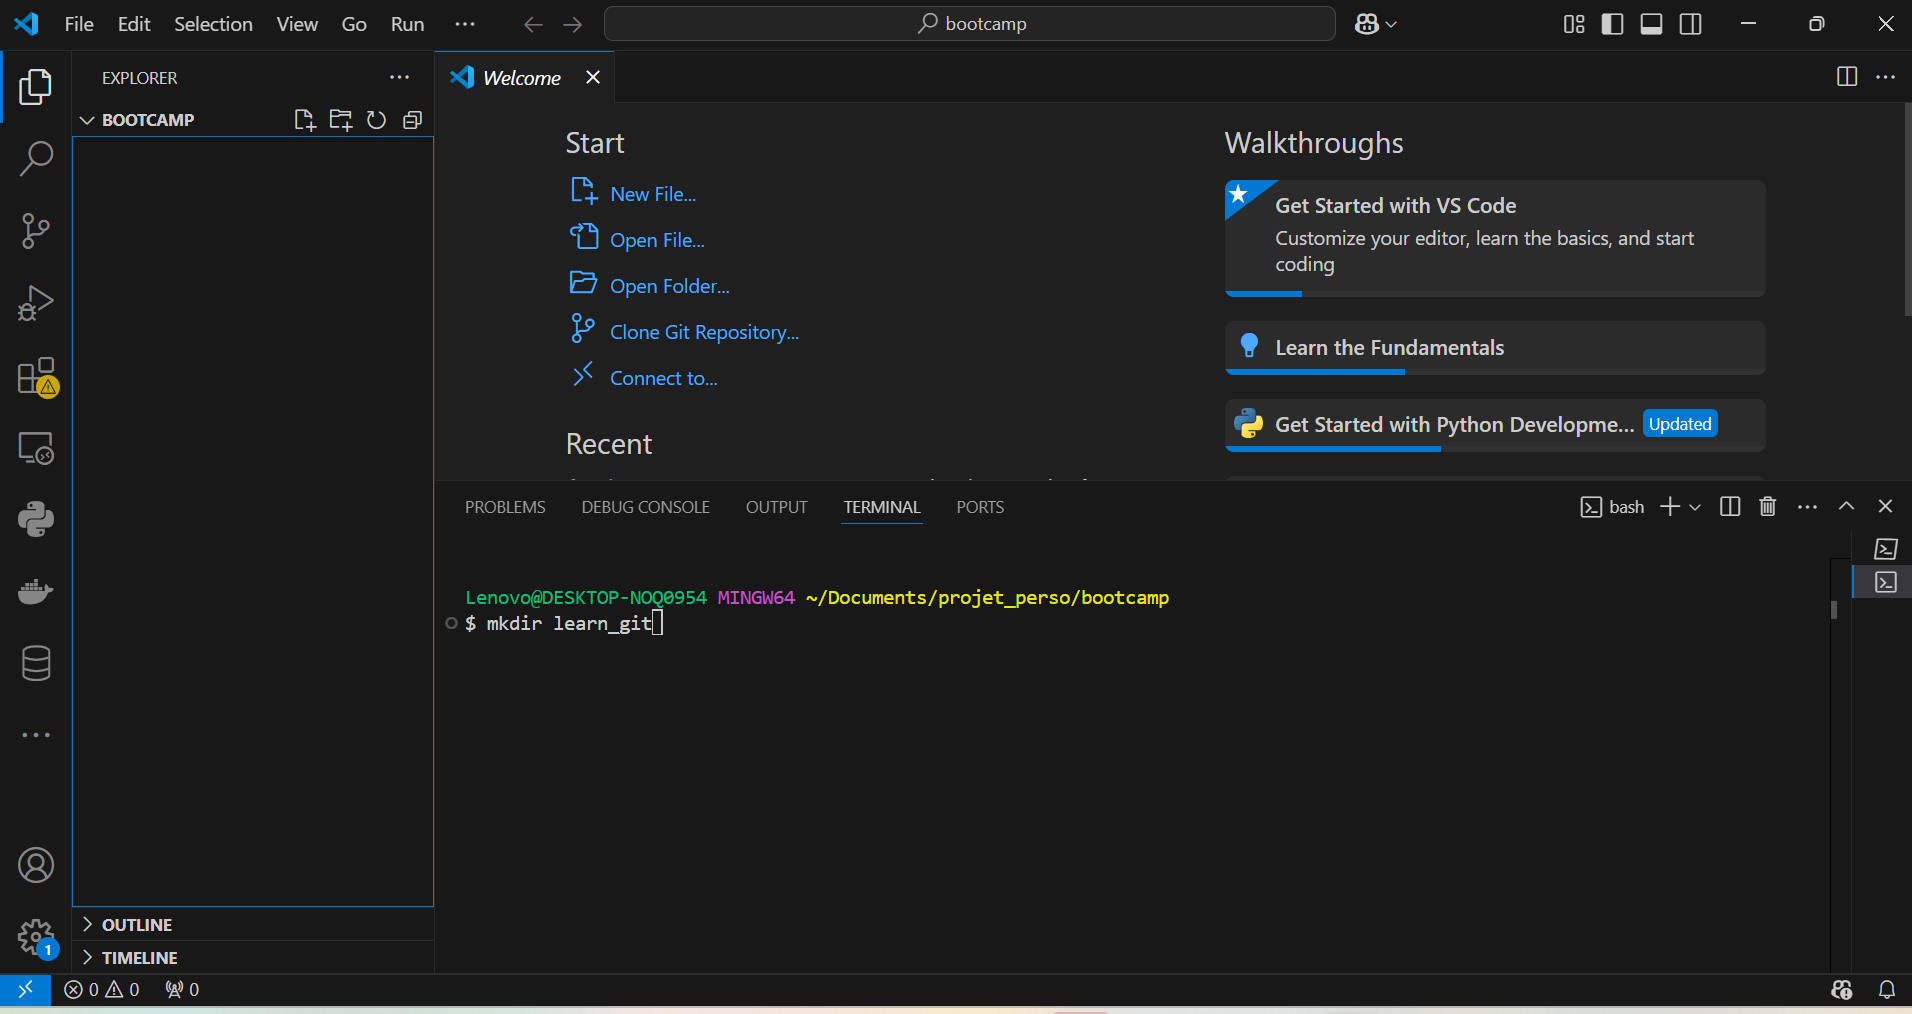 File Edit Selection View Go Run ...
bootcamp
EXPLORER
BOOTCAMP
OUTLINE
TIMELINE
Welcome
Start
New File...
Open File...
Open Folder...
Clone Git Repository...
Connect to...
Recent
Walkthroughs
Get Started with VS Code
Customize your editor, learn the basics, and start
coding
Learn the Fundamentals
Get Started with Python Developme... Updated
PROBLEMS DEBUG CONSOLE OUTPUT TERMINAL PORTS
bash
Lenovo@DESKTOP-NOQ0954 MINGW64 ~/Documents/projet_perso/bootcamp
$ mkdir learn_git
1
0 0 0